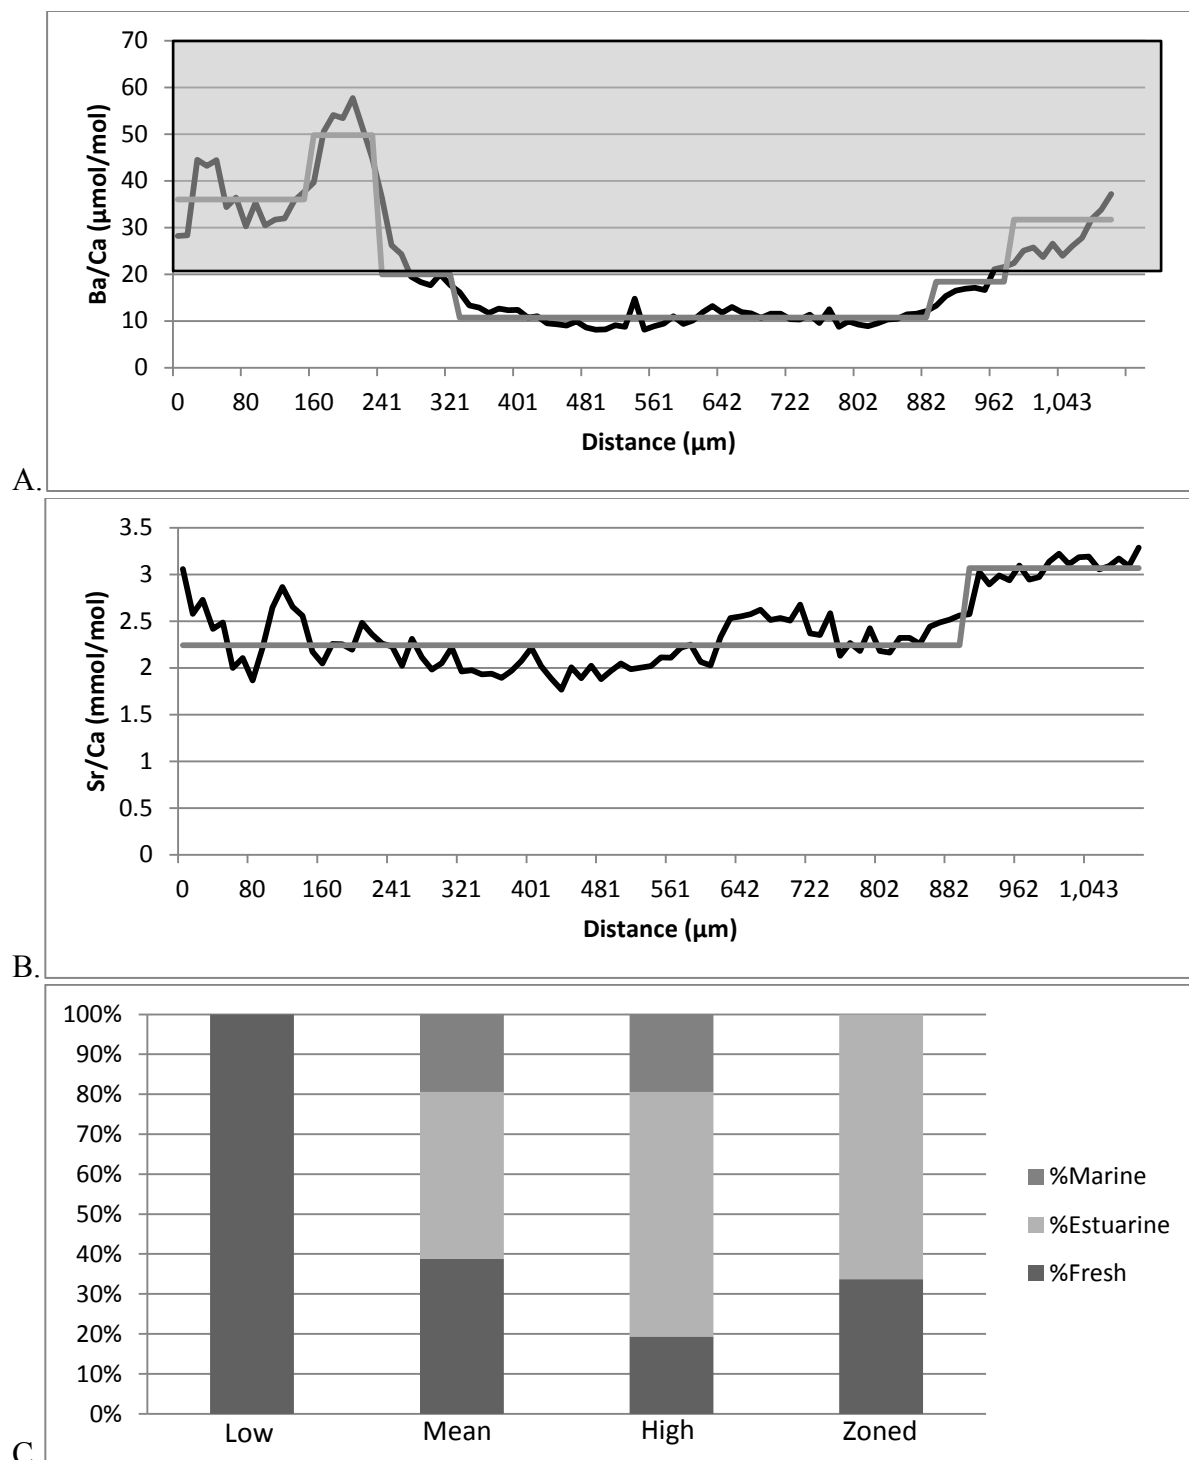 70
60
50
40
30
20
10
0
Ba/Ca (µmol/mol)
0 80 160 241 321 401 481 561 642 722 802 882 962 1,043
Distance (µm)
A.
3.5
3
2.5
2
1.5
1
0.5
0
Sr/Ca (mmol/mol)
0 80 160 241 321 401 481 561 642 722 802 882 962 1,043
Distance (µm)
B.
100%
90%
80%
70%
60%
50%
40%
30%
20%
10%
0%
%Marine
%Estuarine
%Fresh
Low Mean High Zoned
C